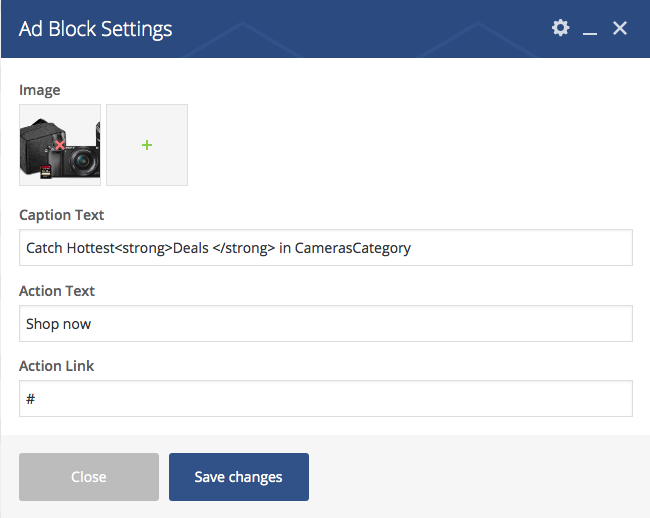 Ad Block Settings
Image
Caption Text
Catch Hottest<strong>Deals </strong> in CamerasCategory
Action Text
Shop now
Action Link
#
Close
Save changes